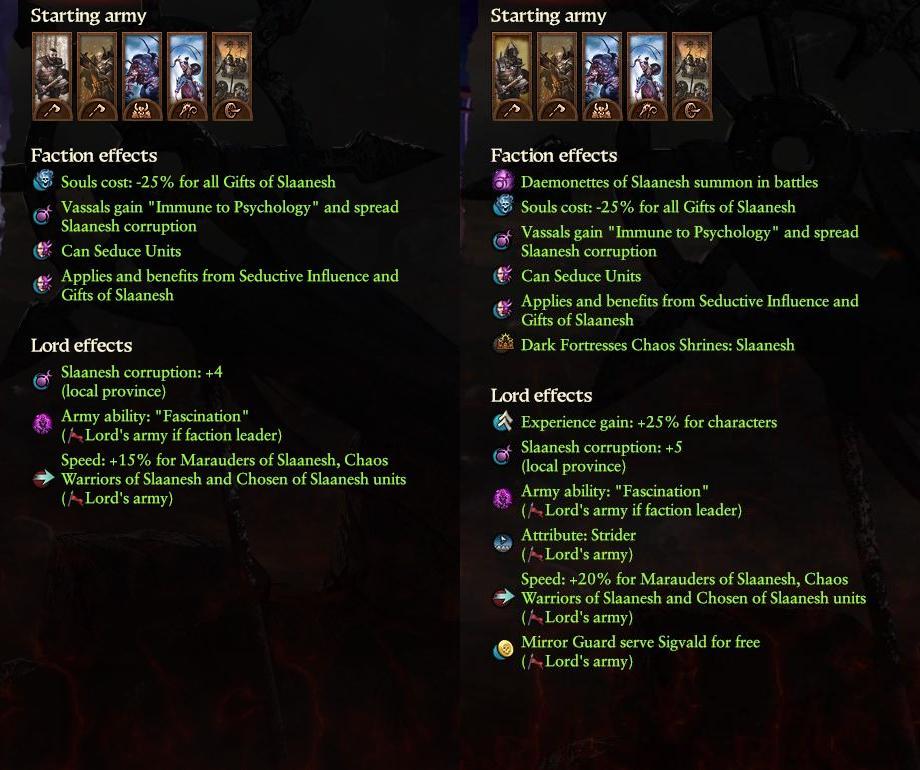 Starting army
Faction effects
Souls cost: -25% for all Gifts of Slaanesh
Vassals gain "Immune to Psychology" and spread
Slaanesh corruption
Can Seduce Units
Applies and benefits from Seductive Influence and
Gifts of Slaanesh
Lord effects
Slaanesh corruption: +4
(local province)
Army ability: "Fascination"
(Lord's army if faction leader)
Speed: +15% for Marauders of Slaanesh, Chaos
Warriors of Slaanesh and Chosen of Slaanesh units
(Lord's army)
Starting army
Faction effects
Daemonettes of Slaanesh summon in battles
Souls cost: -25% for all Gifts of Slaanesh
Vassals gain "Immune to Psychology" and spread
Slaanesh corruption
Can Seduce Units
Applies and benefits from Seductive Influence and
Gifts of Slaanesh
Dark Fortresses Chaos Shrines: Slaanesh
Lord effects
Experience gain: +25% for characters
Slaanesh corruption: +5
(local province)
Army ability: "Fascination"
(Lord's army if faction leader)
Attribute: Strider
(Lord's army)
Speed: +20% for Marauders of Slaanesh, Chaos
Warriors of Slaanesh and Chosen of Slaanesh units
(Lord's army)
Mirror Guard serve Sigvald for free
(Lord's army)